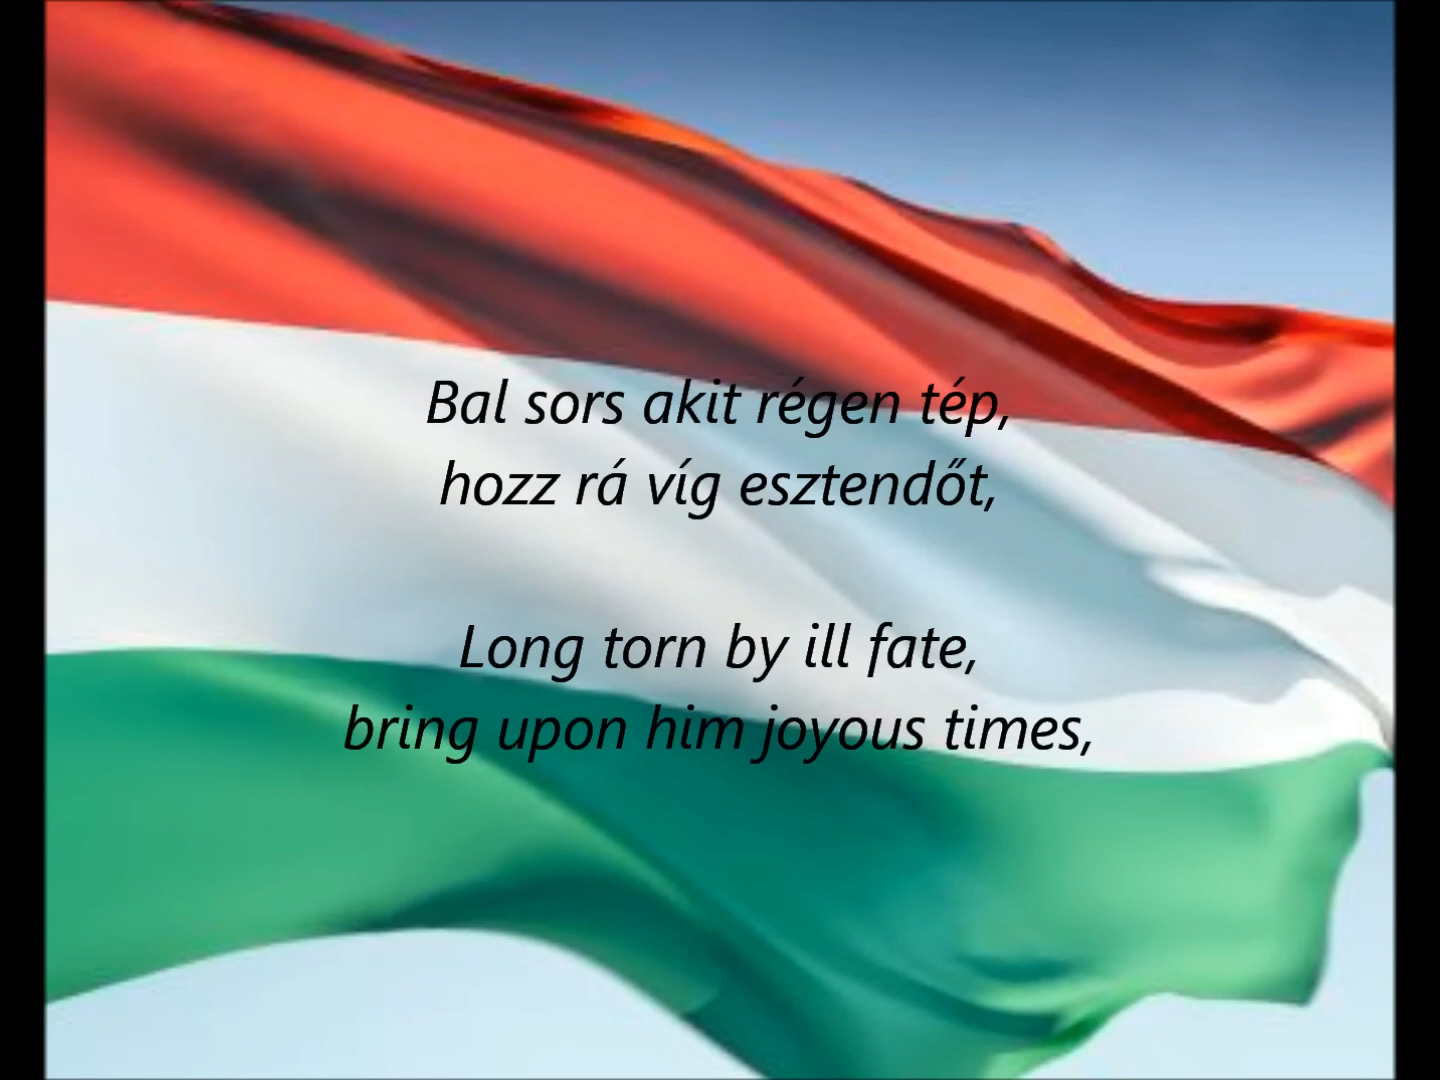 Bal sors akit régen tép,
hozz rá víg esztendőt,
Long torn by ill fate,
bring upon him joyous times,